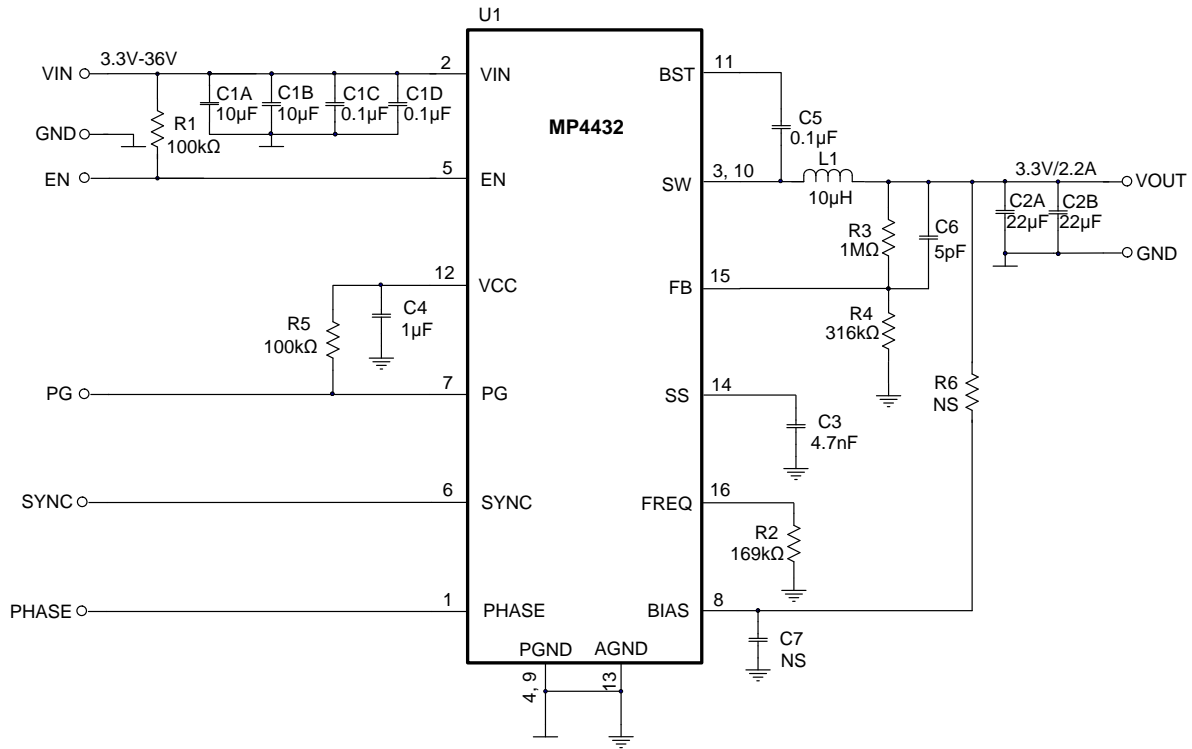 U1
VIN
3.3V-36V
2
VIN
C1A
10µF
C1B
10µF
C1C
0.1µF
C1D
0.1µF
GND
R1
100kΩ
EN
5
EN
MP4432
BST
11
C5
0.1µF
SW
3, 10
L1
10µH
3.3V/2.2A
VOUT
C2A
22µF
C2B
22µF
GND
R3
1MΩ
C6
5pF
FB
15
R4
316kΩ
12
VCC
C4
1µF
R5
100kΩ
PG
7
PG
SS
14
C3
4.7nF
R6
NS
SYNC
6
SYNC
FREQ
16
R2
169kΩ
PHASE
1
PHASE
BIAS
8
C7
NS
PGND
AGND
4, 9
13